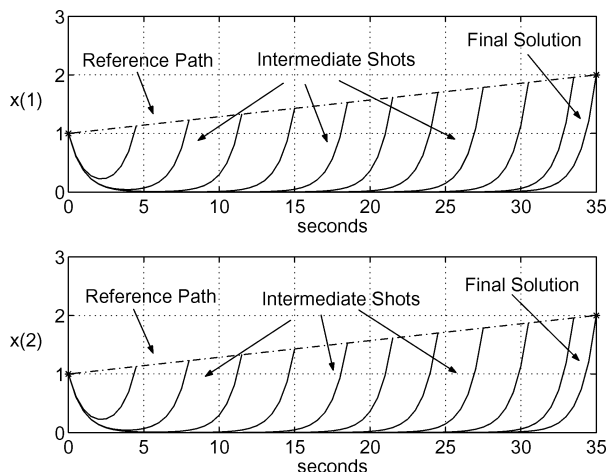 3
Final Solution
Reference Path
Intermediate Shots
2
x(1)
1
0
0 5 10 15 20 25 30 35
seconds
3
Final Solution
Reference Path
Intermediate Shots
2
x(2)
1
0
0 5 10 15 20 25 30 35
seconds